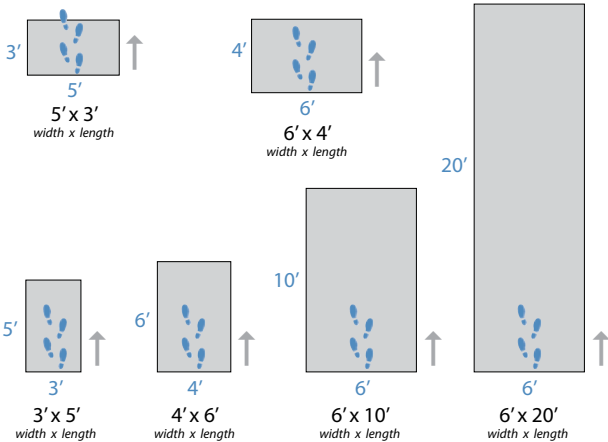 3′
5′
5′ x 3′
width x length
4′
6′
6′ x 4′
width x length
20′
5′
3′
3′ x 5′
width x length
6′
4′
4′ x 6′
width x length
10′
6′
6′ x 10′
width x length
6′
6′ x 20′
width x length